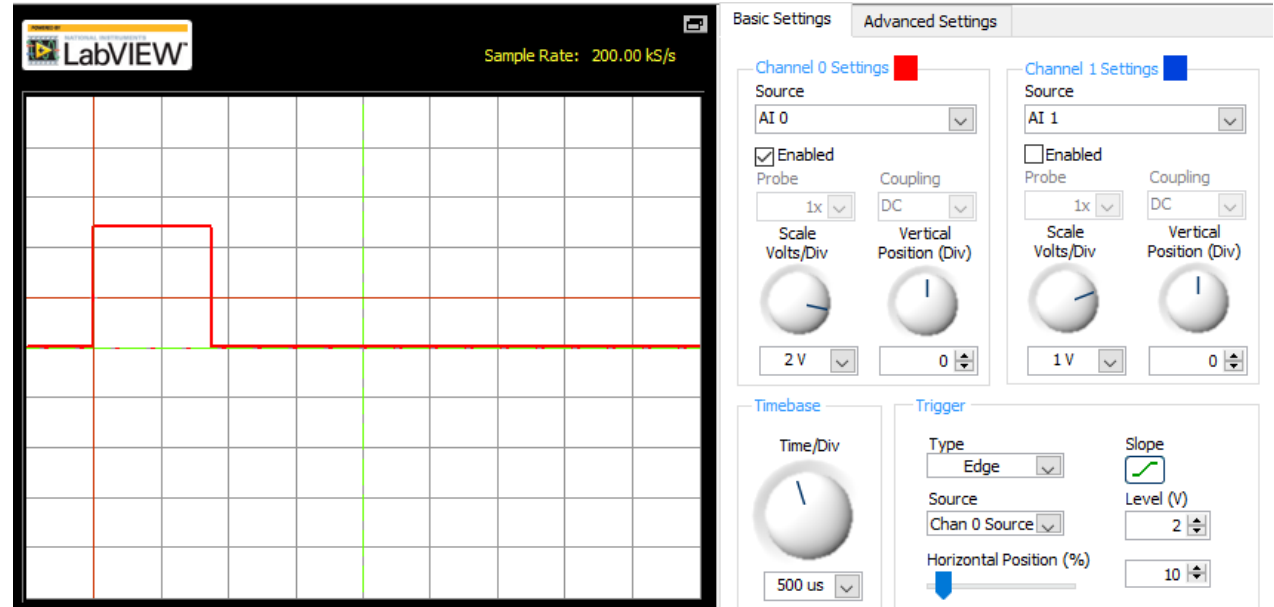 POWERED BY
NATIONAL INSTRUMENTS
LabVIEW™
Sample Rate: 200.00 kS/s
Basic Settings
Advanced Settings
Channel 0 Settings
Source
AI 0
Enabled
Probe
Coupling
1x
DC
Scale
Volts/Div
Vertical
Position (Div)
2 V
0
Channel 1 Settings
Source
AI 1
Enabled
Probe
Coupling
1x
DC
Scale
Volts/Div
Vertical
Position (Div)
1 V
0
Timebase
Time/Div
500 us
Trigger
Type
Edge
Slope
Source
Chan 0 Source
Level (V)
2
Horizontal Position (%)
10